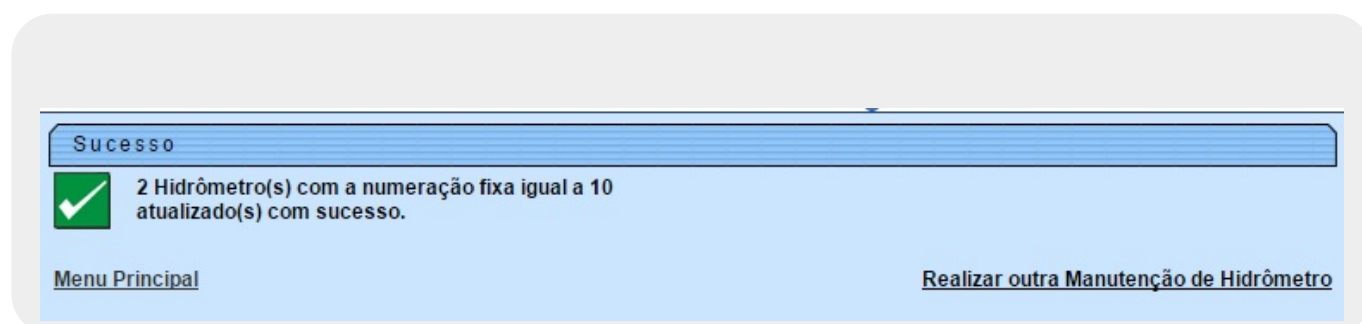 Sucesso
2 Hidrômetro(s) com a numeração fixa igual a 10
atualizado(s) com sucesso.
Menu Principal
Realizar outra Manutenção de Hidrômetro